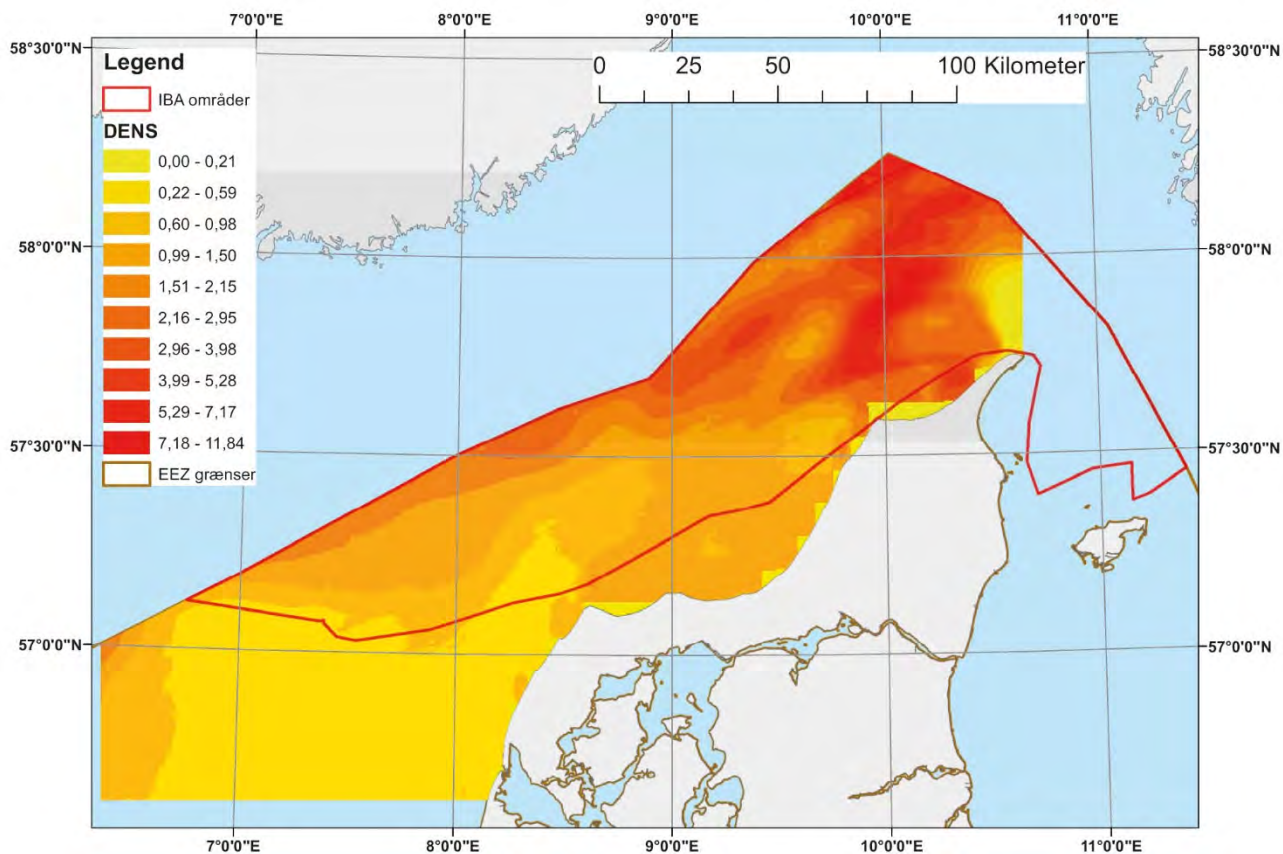 7°0'0"E 8°0'0"E 9°0'0"E 10°0'0"E 11°0'0"E
58°30'0"N
58°30'0"N
Legend
IBA områder
DENS
0,00 - 0,21
0,22 - 0,59
0,60 - 0,98
0,99 - 1,50
1,51 - 2,15
2,16 - 2,95
2,96 - 3,98
3,99 - 5,28
5,29 - 7,17
7,18 - 11,84
EEZ grænser
0 25 50 100 Kilometer
58°0'0"N
58°0'0"N
57°30'0"N
57°30'0"N
57°0'0"N
57°0'0"N
7°0'0"E 8°0'0"E 9°0'0"E 10°0'0"E 11°0'0"E